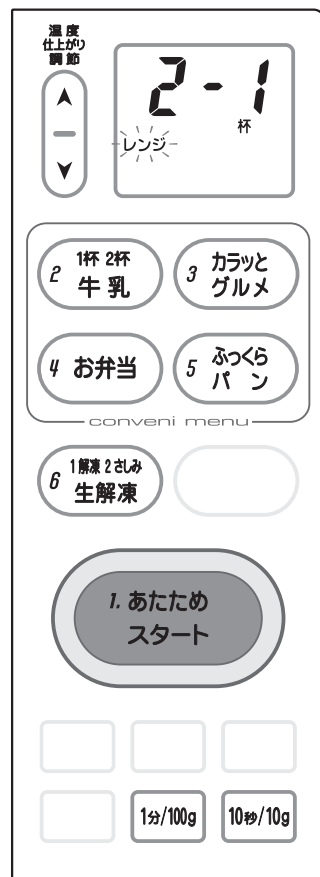 温度
仕上がり
調節
2-1
杯
レンジ
1杯 2杯
2 牛乳
カラッと
3 グルメ
4 お弁当
ふっくら
5 パン
conveni menu
1解凍 2さしみ
6 生解凍
1. あたため
スタート
1分/100g
10秒/10g